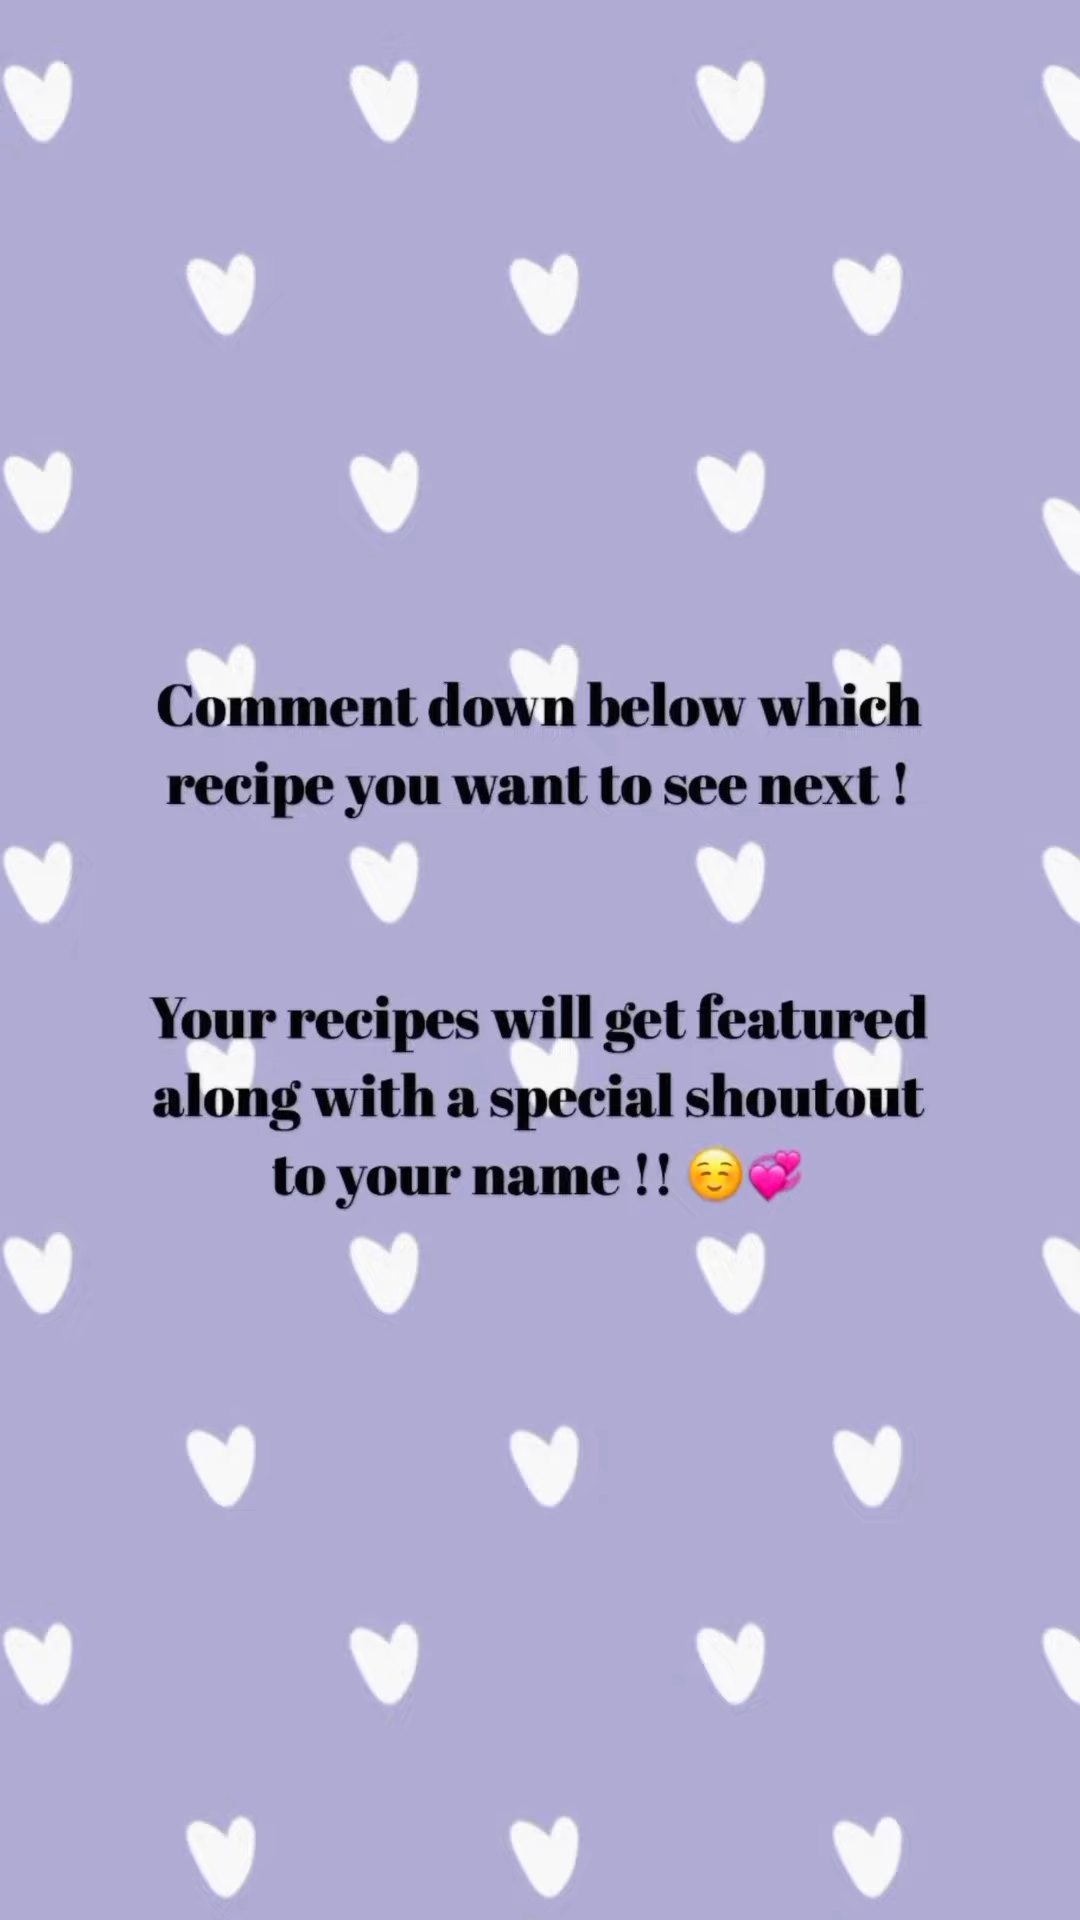 Comment down below which
recipe you want to see next !
Your recipes will get featured
along with a special shoutout
to your name !! ☺️💞